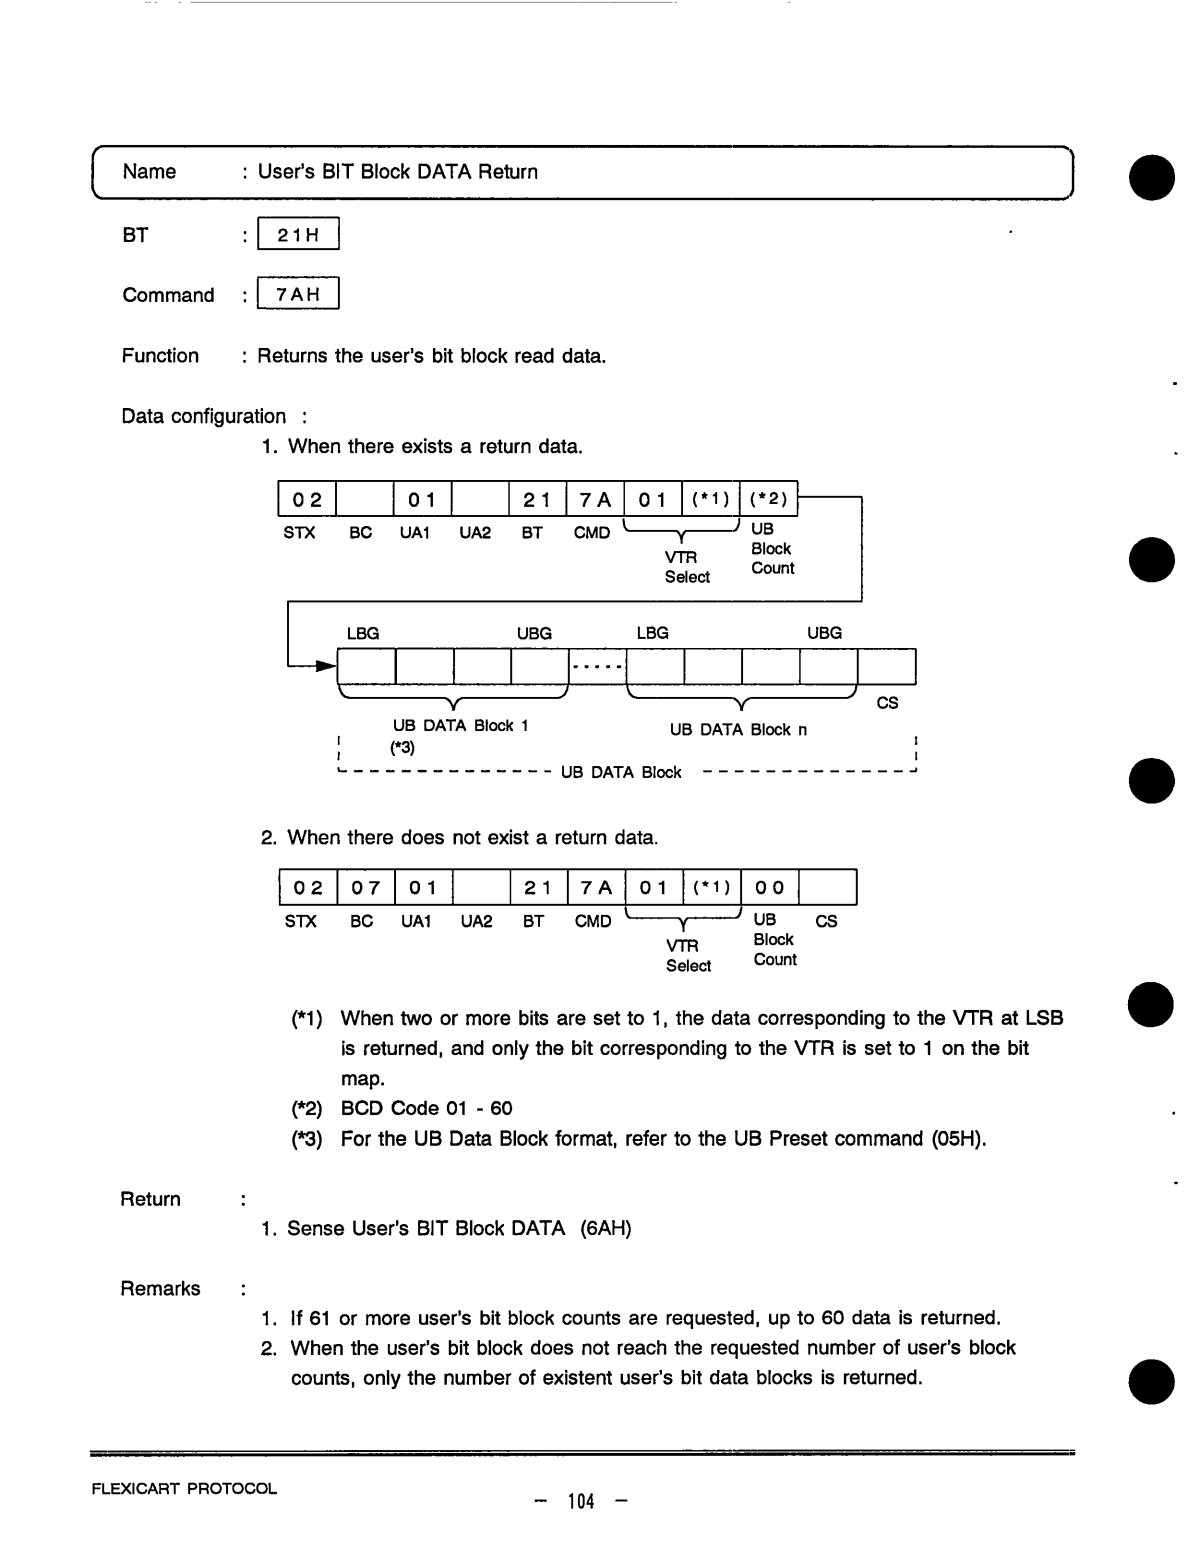 Name : User's BIT Block DATA Return
BT : 21H
Command : 7AH
Function : Returns the user's bit block read data.
Data configuration :
1. When there exists a return data.
02 01 21 7A 01 (*1) (*2)
STX BC UA1 UA2 BT CMD VTR Select UB Block Count
LBG UBG LBG UBG
.....
UB DATA Block 1 (*3) UB DATA Block n CS
UB DATA Block
2. When there does not exist a return data.
02 07 01 21 7A 01 (*1) 00
STX BC UA1 UA2 BT CMD VTR Select UB Block Count CS
(*1) When two or more bits are set to 1, the data corresponding to the VTR at LSB
is returned, and only the bit corresponding to the VTR is set to 1 on the bit
map.
(*2) BCD Code 01 - 60
(*3) For the UB Data Block format, refer to the UB Preset command (05H).
Return :
1. Sense User's BIT Block DATA (6AH)
Remarks :
1. If 61 or more user's bit block counts are requested, up to 60 data is returned.
2. When the user's bit block does not reach the requested number of user's block
counts, only the number of existent user's bit data blocks is returned.
FLEXICART PROTOCOL
- 104 -